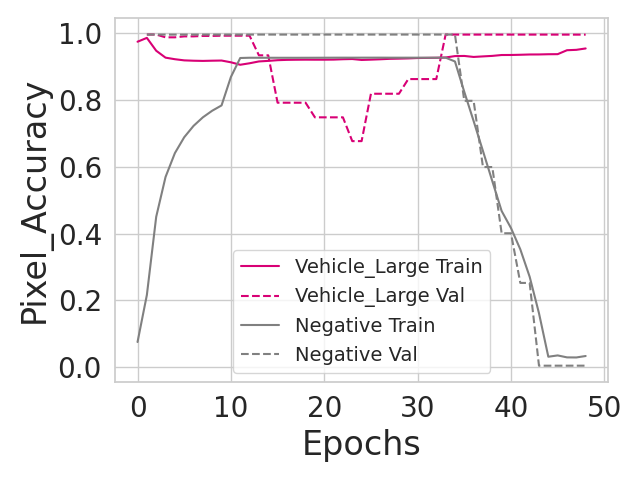 Pixel_Accuracy
1.0
0.8
0.6
0.4
0.2
0.0
Vehicle_Large Train
Vehicle_Large Val
Negative Train
Negative Val
0 10 20 30 40 50
Epochs